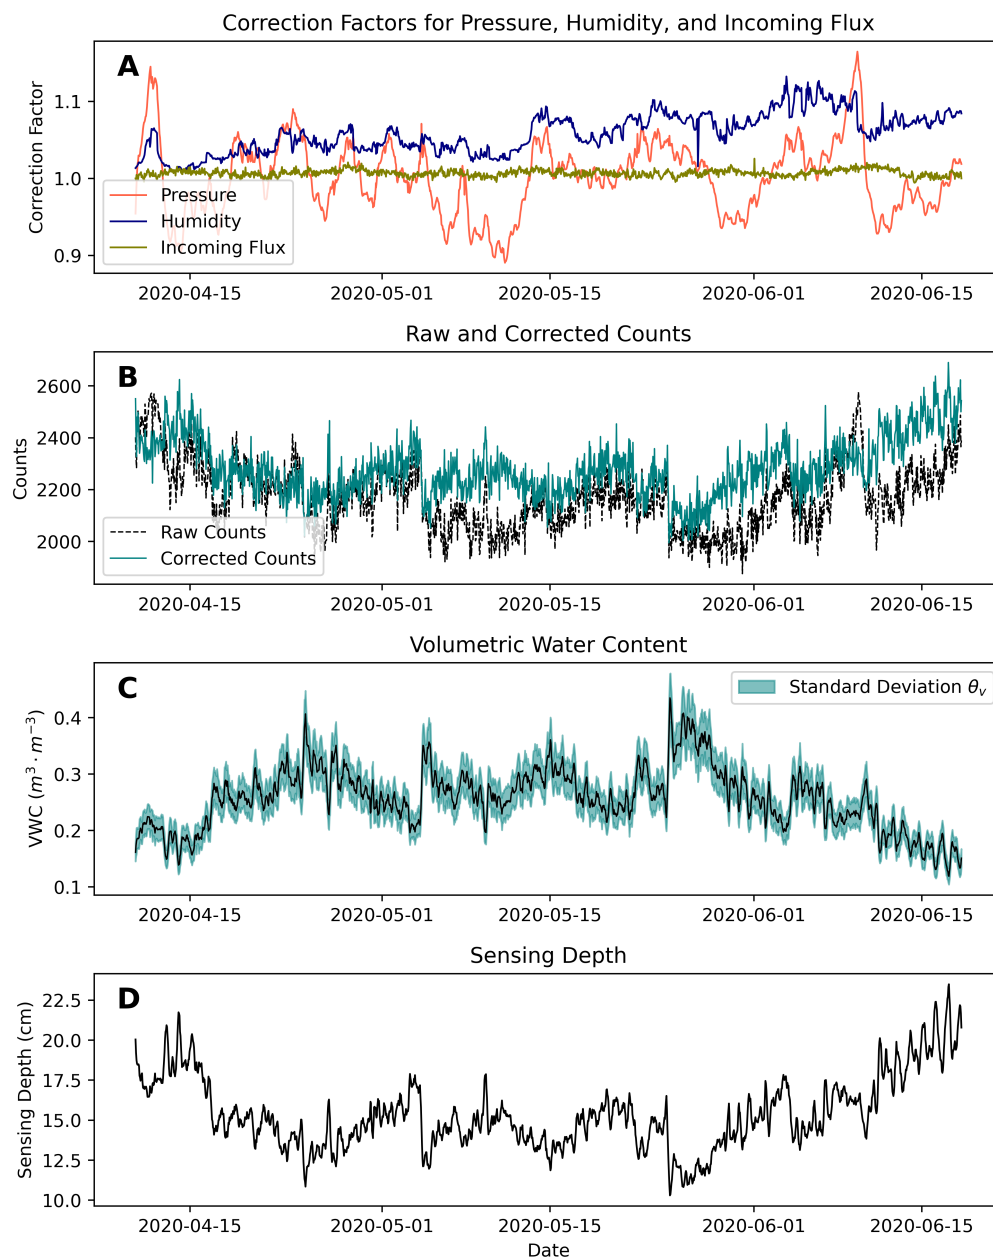 Correction Factors for Pressure, Humidity, and Incoming Flux
A
Correction Factor
1.1
1.0
0.9
Pressure
Humidity
Incoming Flux
2020-04-15 2020-05-01 2020-05-15 2020-06-01 2020-06-15
Raw and Corrected Counts
B
Counts
2600
2400
2200
2000
Raw Counts
Corrected Counts
2020-04-15 2020-05-01 2020-05-15 2020-06-01 2020-06-15
Volumetric Water Content
C
Standard Deviation θᵥ
VWC (m³ · m⁻³)
0.4
0.3
0.2
0.1
2020-04-15 2020-05-01 2020-05-15 2020-06-01 2020-06-15
Sensing Depth
D
Sensing Depth (cm)
22.5
20.0
17.5
15.0
12.5
10.0
2020-04-15 2020-05-01 2020-05-15 2020-06-01 2020-06-15
Date